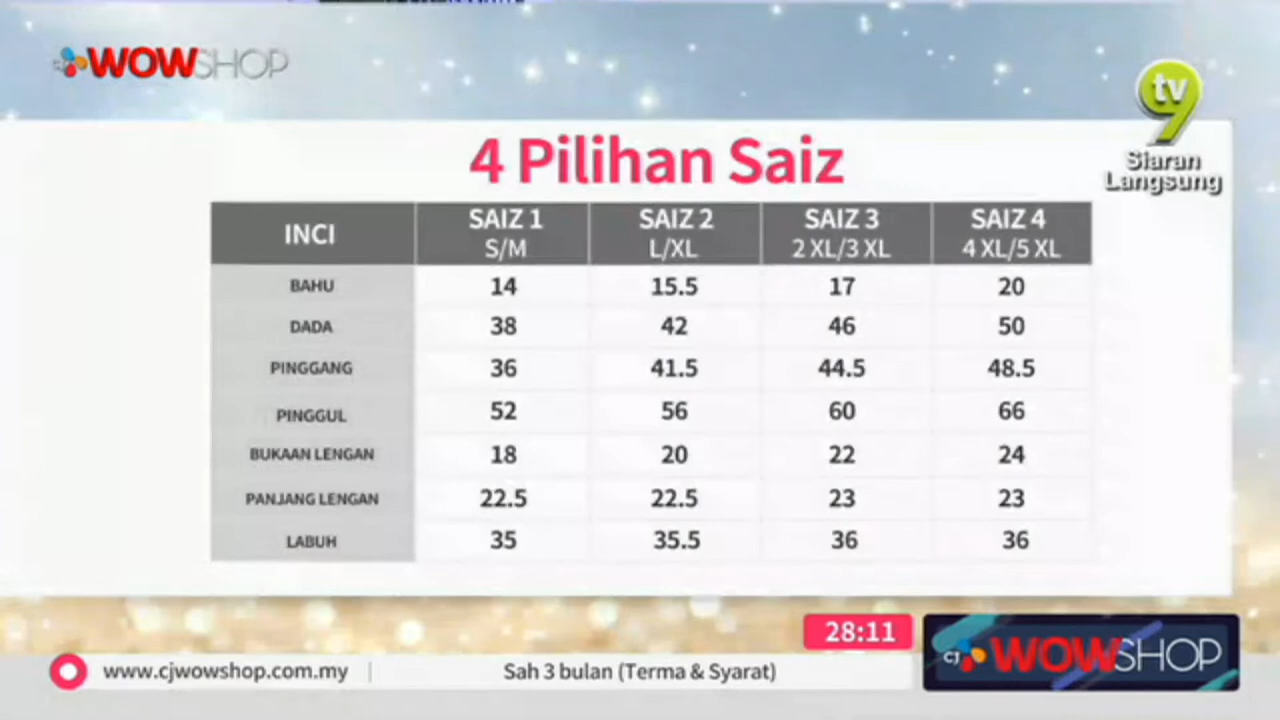 CJ WOWSHOP
tv9
Siaran
Langsung
4 Pilihan Saiz
INCI SAIZ 1 S/M SAIZ 2 L/XL SAIZ 3 2 XL/3 XL SAIZ 4 4 XL/5 XL
BAHU 14 15.5 17 20
DADA 38 42 46 50
PINGGANG 36 41.5 44.5 48.5
PINGGUL 52 56 60 66
BUKAAN LENGAN 18 20 22 24
PANJANG LENGAN 22.5 22.5 23 23
LABUH 35 35.5 36 36
28:11
www.cjwowshop.com.my | Sah 3 bulan (Terma & Syarat)
CJ WOWSHOP